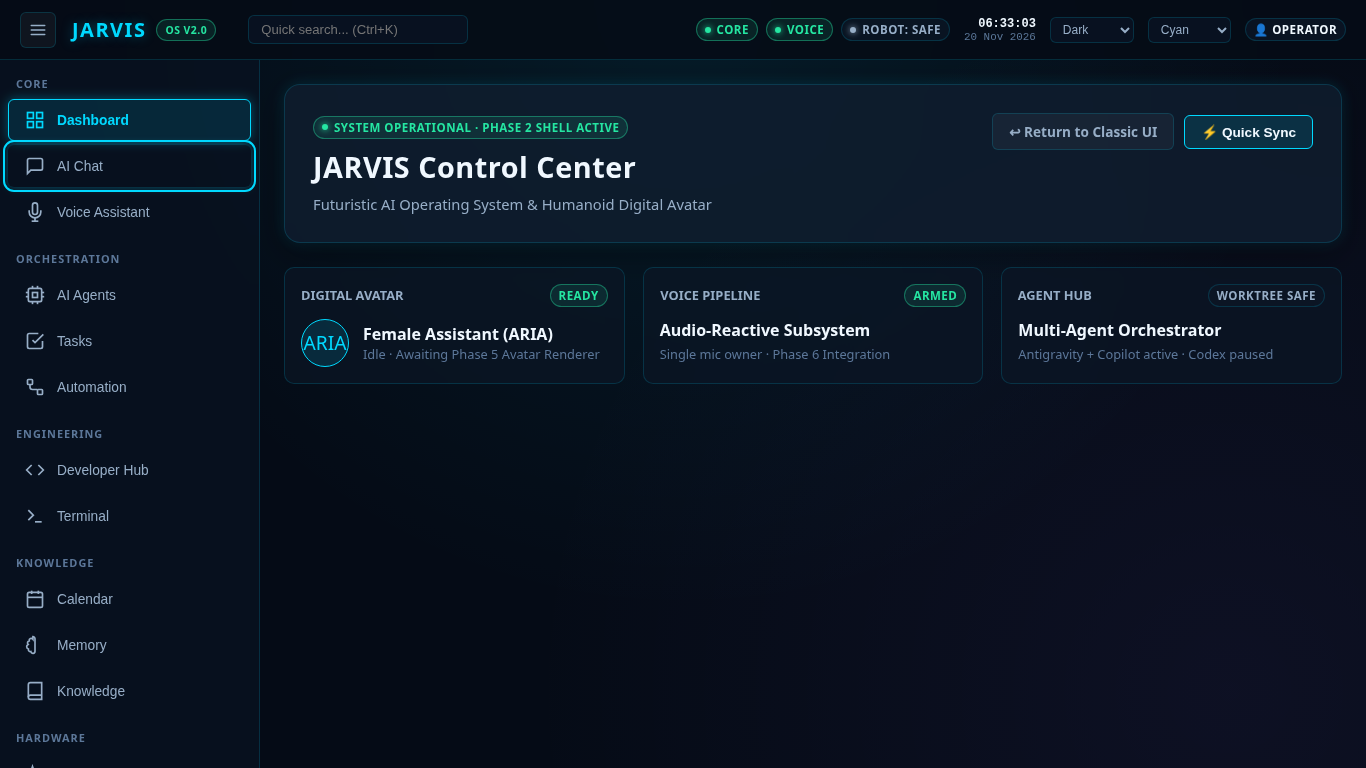 JARVIS OS V2.0
Quick search... (Ctrl+K)
CORE
VOICE
ROBOT: SAFE
06:33:03
20 Nov 2026
Dark
Cyan
👤 OPERATOR
CORE
Dashboard
AI Chat
Voice Assistant
ORCHESTRATION
AI Agents
Tasks
Automation
ENGINEERING
Developer Hub
Terminal
KNOWLEDGE
Calendar
Memory
Knowledge
HARDWARE
SYSTEM OPERATIONAL · PHASE 2 SHELL ACTIVE
JARVIS Control Center
Futuristic AI Operating System & Humanoid Digital Avatar
↩ Return to Classic UI
⚡ Quick Sync
DIGITAL AVATAR
READY
ARIA
Female Assistant (ARIA)
Idle · Awaiting Phase 5 Avatar Renderer
VOICE PIPELINE
ARMED
Audio-Reactive Subsystem
Single mic owner · Phase 6 Integration
AGENT HUB
WORKTREE SAFE
Multi-Agent Orchestrator
Antigravity + Copilot active · Codex paused